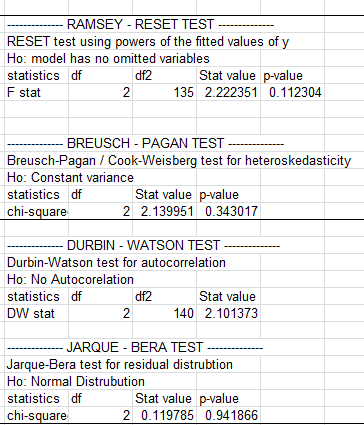 -------------- RAMSEY - RESET TEST --------------
RESET test using powers of the fitted values of y
Ho: model has no omitted variables
statistics df df2 Stat value p-value
F stat 2 135 2.222351 0.112304
-------------- BREUSCH - PAGAN TEST --------------
Breusch-Pagan / Cook-Weisberg test for heteroskedasticity
Ho: Constant variance
statistics df Stat value p-value
chi-square 2 2.139951 0.343017
-------------- DURBIN - WATSON TEST --------------
Durbin-Watson test for autocorrelation
Ho: No Autocorelation
statistics df df2 Stat value
DW stat 2 140 2.101373
-------------- JARQUE - BERA TEST --------------
Jarque-Bera test for residual distrubtion
Ho: Normal Distrubution
statistics df Stat value p-value
chi-square 2 0.119785 0.941866